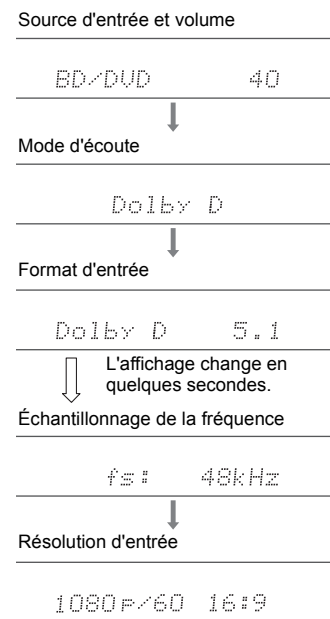 Source d'entrée et volume
BD/DVD 40
Mode d'écoute
Dolby D
Format d'entrée
Dolby D 5.1
L'affichage change en
quelques secondes.
Échantillonnage de la fréquence
fs: 48kHz
Résolution d'entrée
1080p/60 16:9